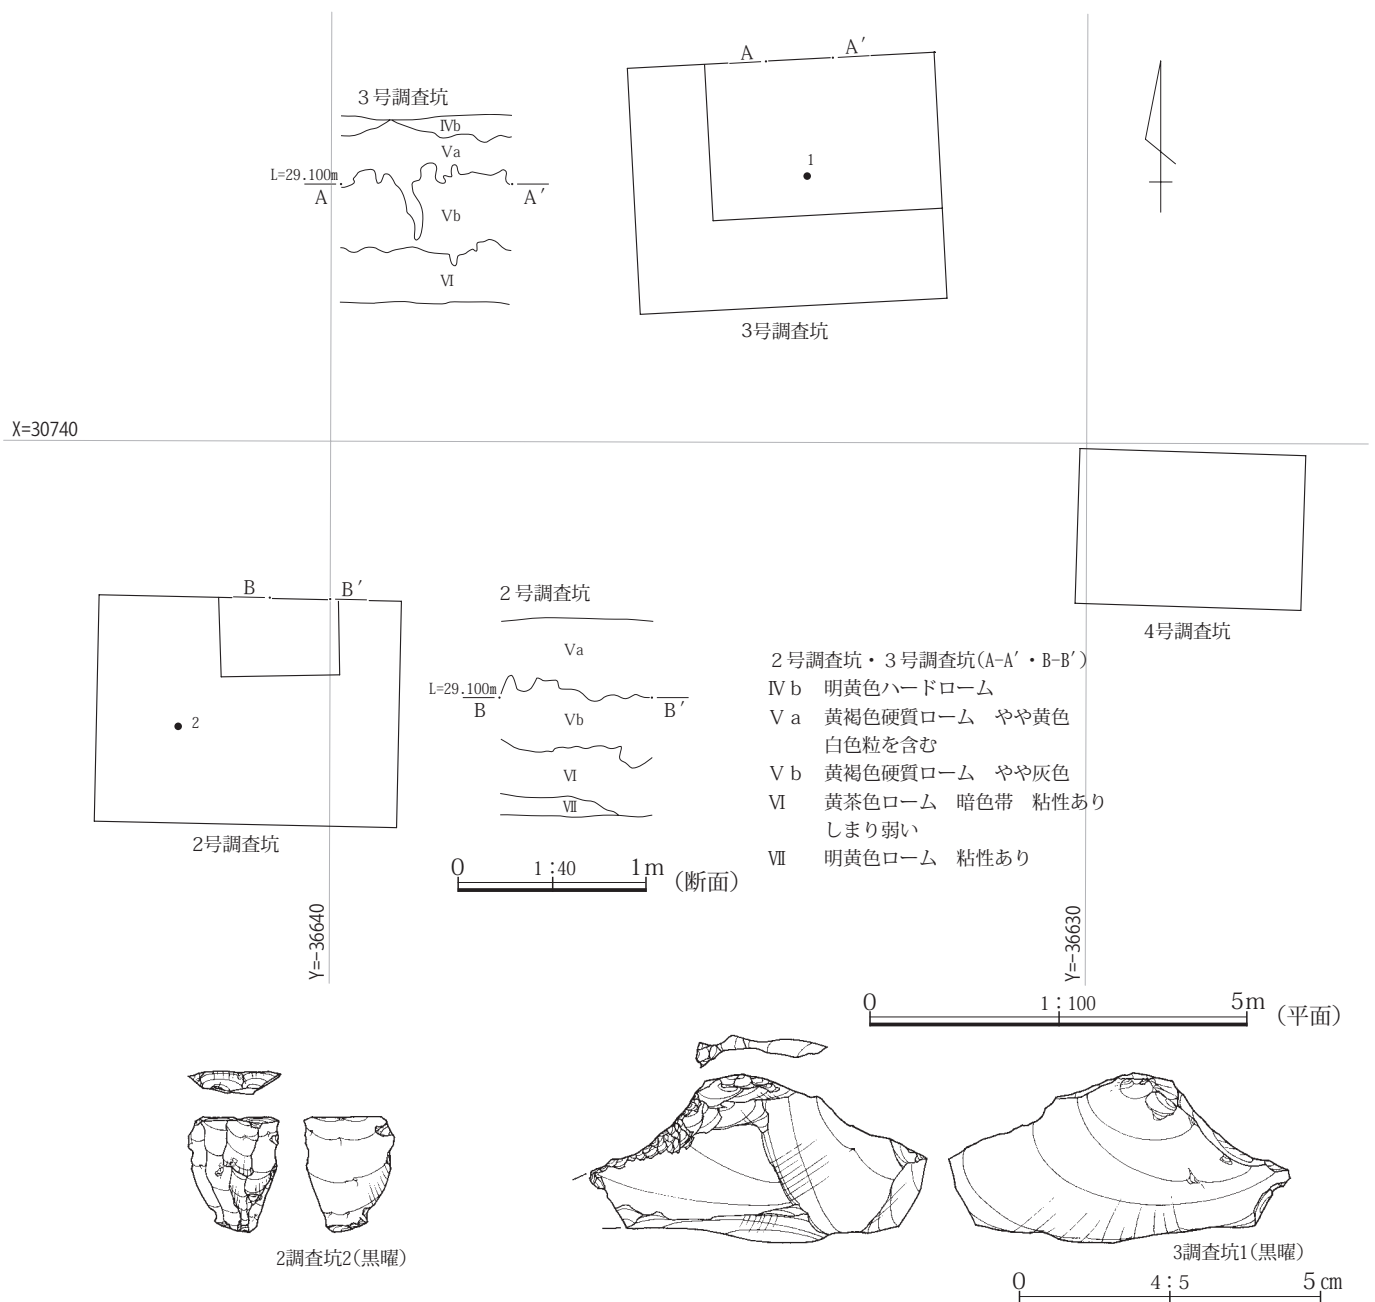 A A′
３号調査坑
Ⅳb
Ⅴa
1
L=29.100m
A A′
Ⅴb
Ⅵ
3号調査坑
X=30740
B B′
２号調査坑
4号調査坑
Ⅴa
２号調査坑・３号調査坑(A-A′・B-B′)
L=29.100m
B B′
Ⅳｂ 明黄色ハードローム
2
Ⅴｂ
Ⅴａ 黄褐色硬質ローム　やや黄色
白色粒を含む
Ⅵ
Ⅴｂ 黄褐色硬質ローム　やや灰色
Ⅶ
Ⅵ 黄茶色ローム　暗色帯　粘性あり
しまり弱い
2号調査坑
Ⅶ 明黄色ローム　粘性あり
0 1：40 1m（断面）
Y=-36640
Y=-36630
0 1：100 5m（平面）
2調査坑2(黒曜)
3調査坑1(黒曜)
0 4：5 5㎝